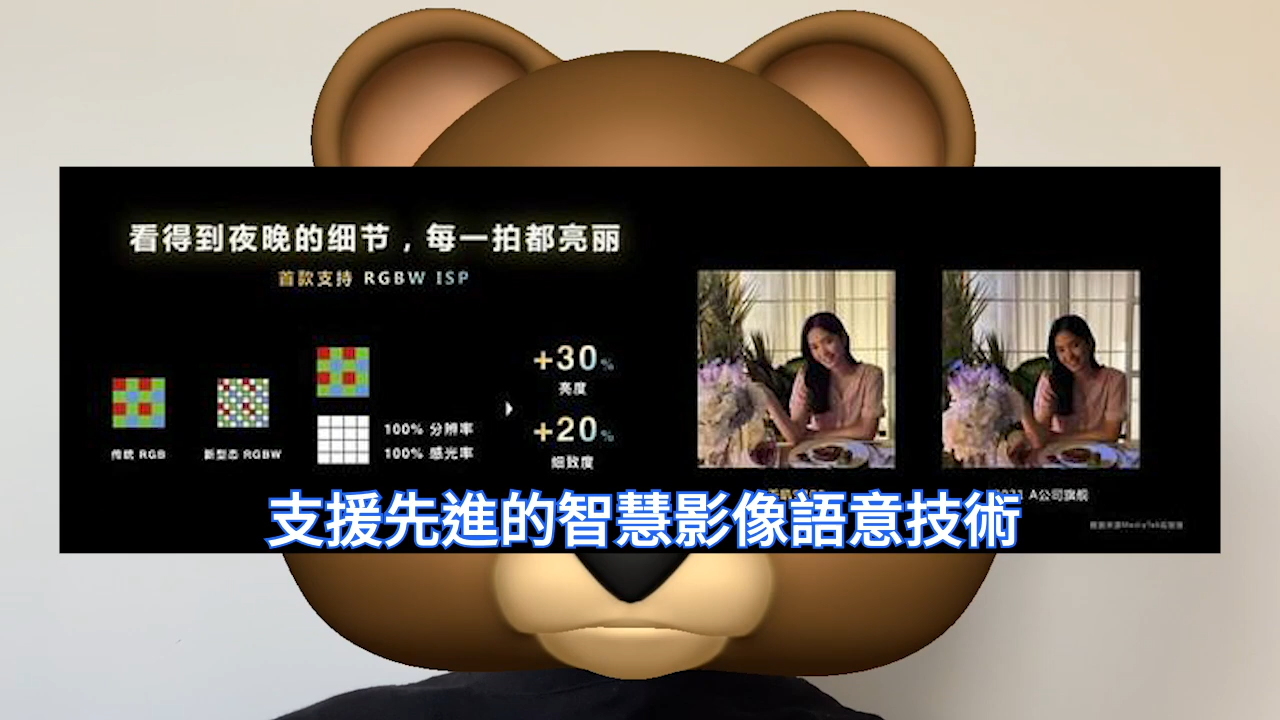 看得到夜晚的细节，每一拍都亮丽
首款支持 RGBW ISP
传统 RGB
新型态 RGBW
100% 分辨率
100% 感光率
+30%
亮度
+20%
细致度
A公司旗舰
支援先進的智慧影像語意技術